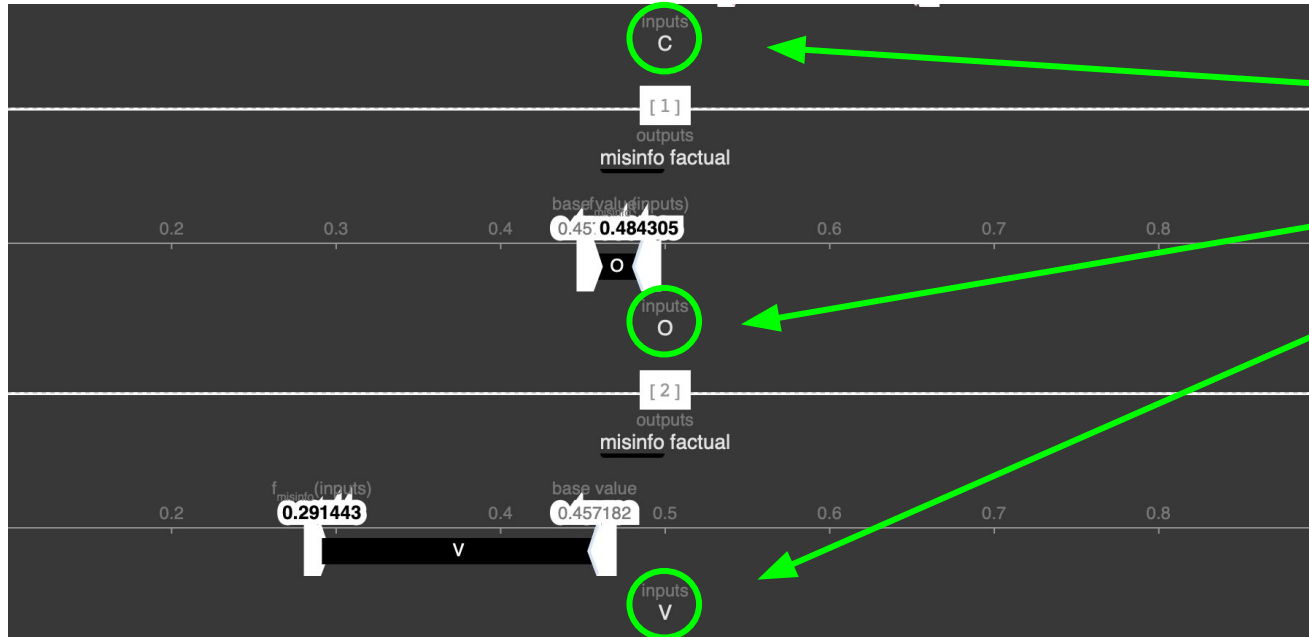 inputs
C
[ 1 ]
outputs
misinfo factual
base value (inputs)
0.2 0.3 0.4 0.484305 0.6 0.7 0.8
O
inputs
O
[ 2 ]
outputs
misinfo factual
f misinfo (inputs) base value
0.2 0.291443 0.4 0.457182 0.5 0.6 0.7 0.8
V
inputs
V